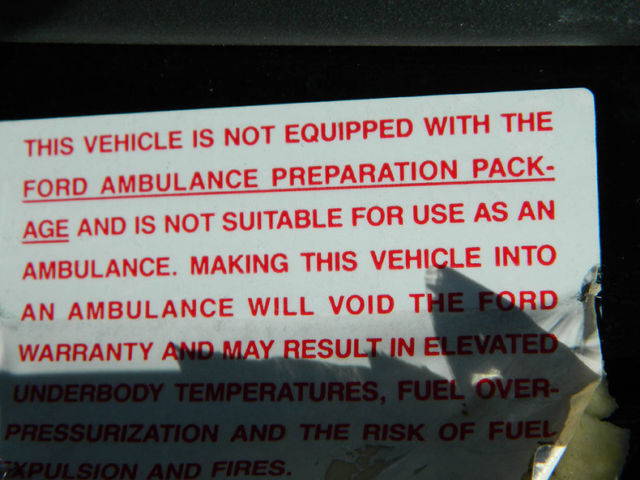 THIS VEHICLE IS NOT EQUIPPED WITH THE
FORD AMBULANCE PREPARATION PACK-
AGE AND IS NOT SUITABLE FOR USE AS AN
AMBULANCE. MAKING THIS VEHICLE INTO
AN AMBULANCE WILL VOID THE FORD
WARRANTY AND MAY RESULT IN ELEVATED
UNDERBODY TEMPERATURES, FUEL OVER-
PRESSURIZATION AND THE RISK OF FUEL
EXPULSION AND FIRES.